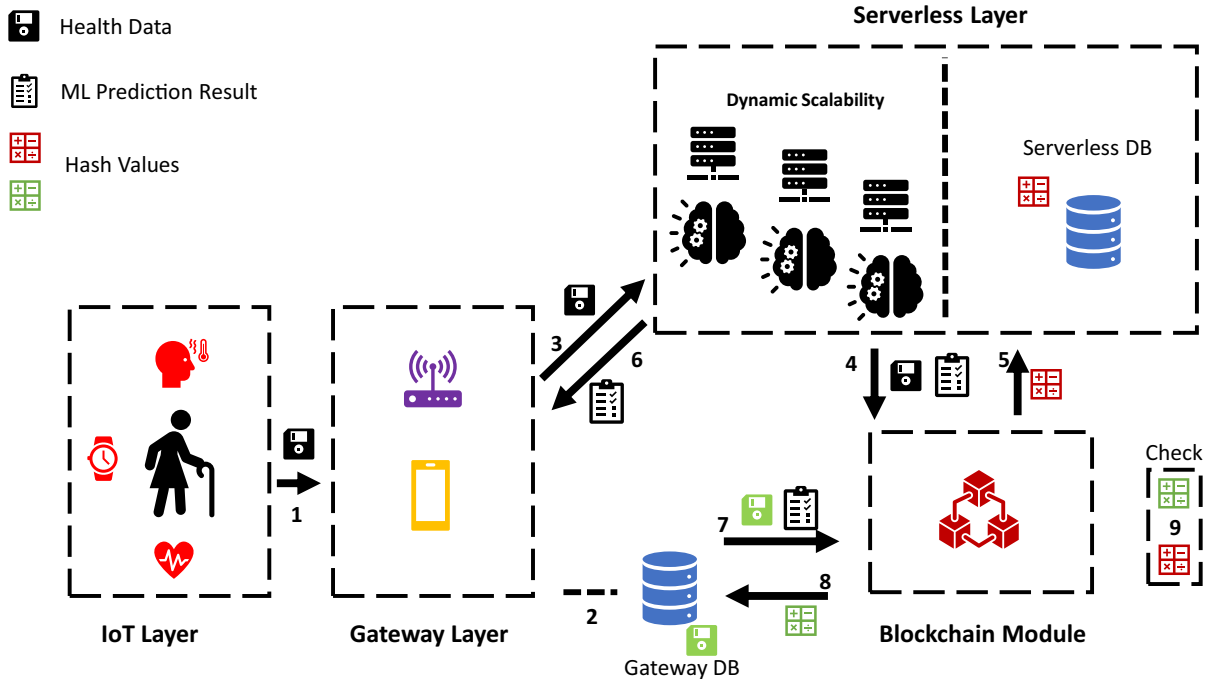 Serverless Layer
Health Data
ML Prediction Result
Hash Values
Dynamic Scalability
Serverless DB
3
6
4
5
1
Check
9
7
8
2
IoT Layer
Gateway Layer
Gateway DB
Blockchain Module